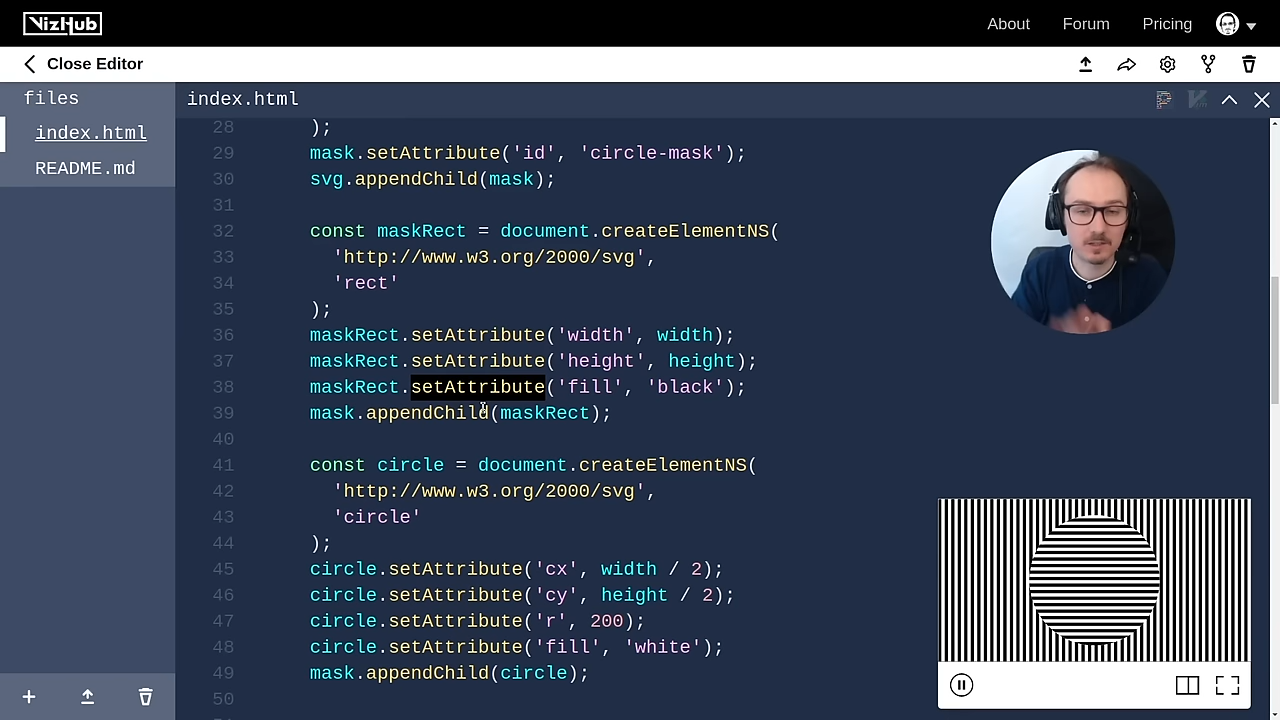 VizHub
About Forum Pricing
Close Editor
files
index.html
README.md
index.html
28 );
29 mask.setAttribute('id', 'circle-mask');
30 svg.appendChild(mask);
31
32 const maskRect = document.createElementNS(
33 'http://www.w3.org/2000/svg',
34 'rect'
35 );
36 maskRect.setAttribute('width', width);
37 maskRect.setAttribute('height', height);
38 maskRect.setAttribute('fill', 'black');
39 mask.appendChild(maskRect);
40
41 const circle = document.createElementNS(
42 'http://www.w3.org/2000/svg',
43 'circle'
44 );
45 circle.setAttribute('cx', width / 2);
46 circle.setAttribute('cy', height / 2);
47 circle.setAttribute('r', 200);
48 circle.setAttribute('fill', 'white');
49 mask.appendChild(circle);
50